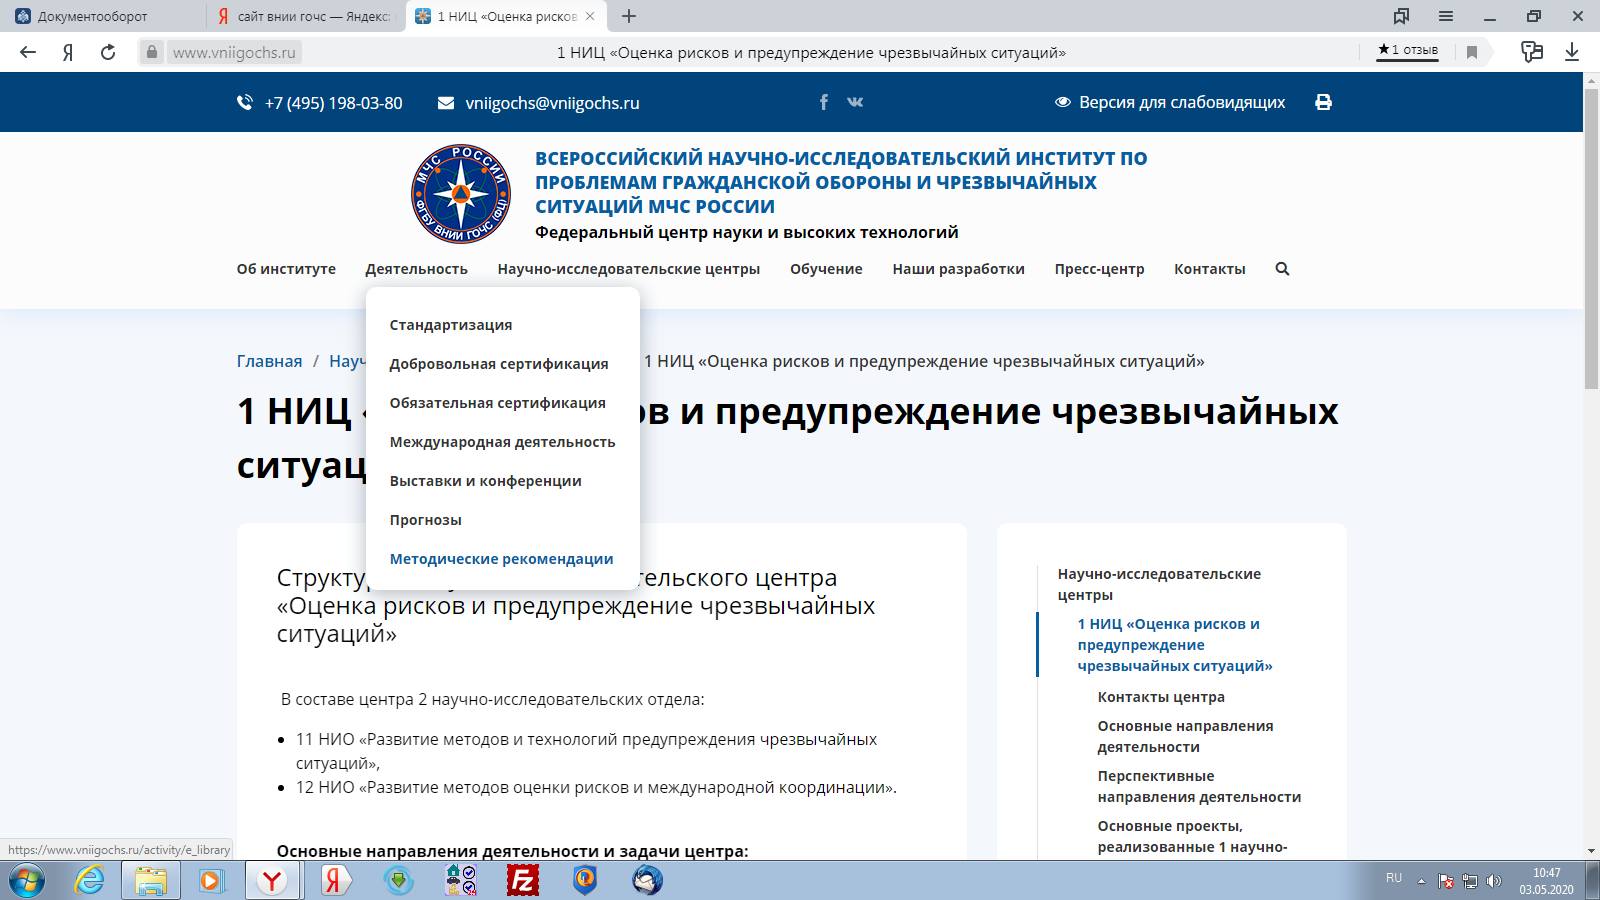 Документооборот
сайт внии гочс — Яндекс:
1 НИЦ «Оценка рисков
www.vniigochs.ru
1 НИЦ «Оценка рисков и предупреждение чрезвычайных ситуаций»
★1 отзыв
+7 (495) 198-03-80
vniigochs@vniigochs.ru
Версия для слабовидящих
МЧС РОССИИ
ФГБУ ВНИИ ГОЧС (ФЦ)
ВСЕРОССИЙСКИЙ НАУЧНО-ИССЛЕДОВАТЕЛЬСКИЙ ИНСТИТУТ ПО
ПРОБЛЕМАМ ГРАЖДАНСКОЙ ОБОРОНЫ И ЧРЕЗВЫЧАЙНЫХ
СИТУАЦИЙ МЧС РОССИИ
Федеральный центр науки и высоких технологий
Об институте Деятельность Научно-исследовательские центры Обучение Наши разработки Пресс-центр Контакты
Стандартизация
Добровольная сертификация
Обязательная сертификация
Международная деятельность
Выставки и конференции
Прогнозы
Методические рекомендации
Главная / Науч 1 НИЦ «Оценка рисков и предупреждение чрезвычайных ситуаций»
1 НИЦ « ов и предупреждение чрезвычайных
ситуац
Структу тельского центра
«Оценка рисков и предупреждение чрезвычайных
ситуаций»
В составе центра 2 научно-исследовательских отдела:
• 11 НИО «Развитие методов и технологий предупреждения чрезвычайных
ситуаций»,
• 12 НИО «Развитие методов оценки рисков и международной координации».
Основные направления деятельности и задачи центра:
Научно-исследовательские
центры
1 НИЦ «Оценка рисков и
предупреждение
чрезвычайных ситуаций»
Контакты центра
Основные направления
деятельности
Перспективные
направления деятельности
Основные проекты,
реализованные 1 научно-
https://www.vniigochs.ru/activity/e_library
RU
10:47
03.05.2020